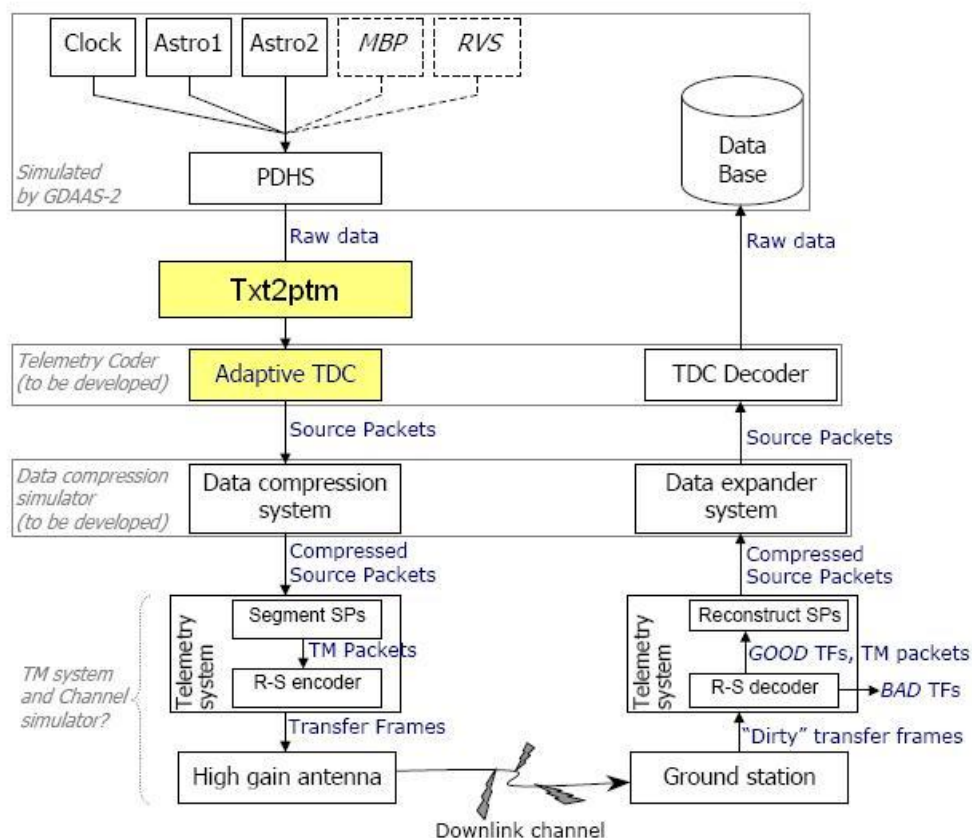 Clock
Astro1
Astro2
MBP
RVS
Simulated
by GDAAS-2
PDHS
Data
Base
Raw data
Raw data
Txt2ptm
Telemetry Coder
(to be developed)
Adaptive TDC
TDC Decoder
Source Packets
Source Packets
Data compression
simulator
(to be developed)
Data compression
system
Data expander
system
Compressed
Source Packets
Compressed
Source Packets
TM system
and Channel
simulator?
Telemetry
system
Segment SPs
TM Packets
R-S encoder
Telemetry
system
Reconstruct SPs
GOOD TFs, TM packets
R-S decoder
BAD TFs
Transfer Frames
"Dirty" transfer frames
High gain antenna
Ground station
Downlink channel